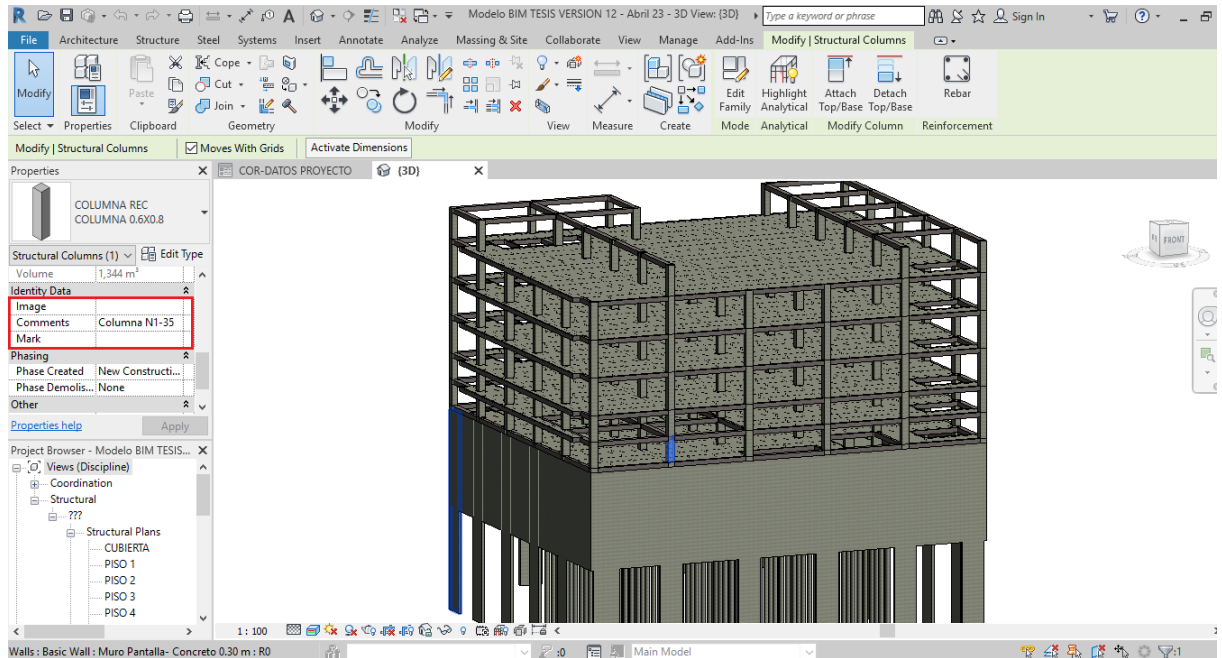 Modelo BIM TESIS VERSION 12 - Abril 23 - 3D View: {3D}
Type a keyword or phrase
Sign In
File Architecture Structure Steel Systems Insert Annotate Analyze Massing & Site Collaborate View Manage Add-Ins Modify | Structural Columns
Modify
Paste
Cope
Cut
Join
Edit Family
Highlight Analytical
Attach Top/Base
Detach Top/Base
Rebar
Select Properties Clipboard Geometry Modify View Measure Create Mode Analytical Modify Column Reinforcement
Modify | Structural Columns Moves With Grids Activate Dimensions
Properties
COR-DATOS PROYECTO
{3D}
COLUMNA REC
COLUMNA 0.6X0.8
Structural Columns (1) Edit Type
Volume 1,344 m³
Identity Data
Image
Comments Columna N1-35
Mark
Phasing
Phase Created New Constructi...
Phase Demolis... None
Other
Properties help Apply
Project Browser - Modelo BIM TESIS...
Views (Discipline)
Coordination
Structural
???
Structural Plans
CUBIERTA
PISO 1
PISO 2
PISO 3
PISO 4
FRONT
1 : 100
Walls : Basic Wall : Muro Pantalla- Concreto 0.30 m : R0
:0
Main Model
:1